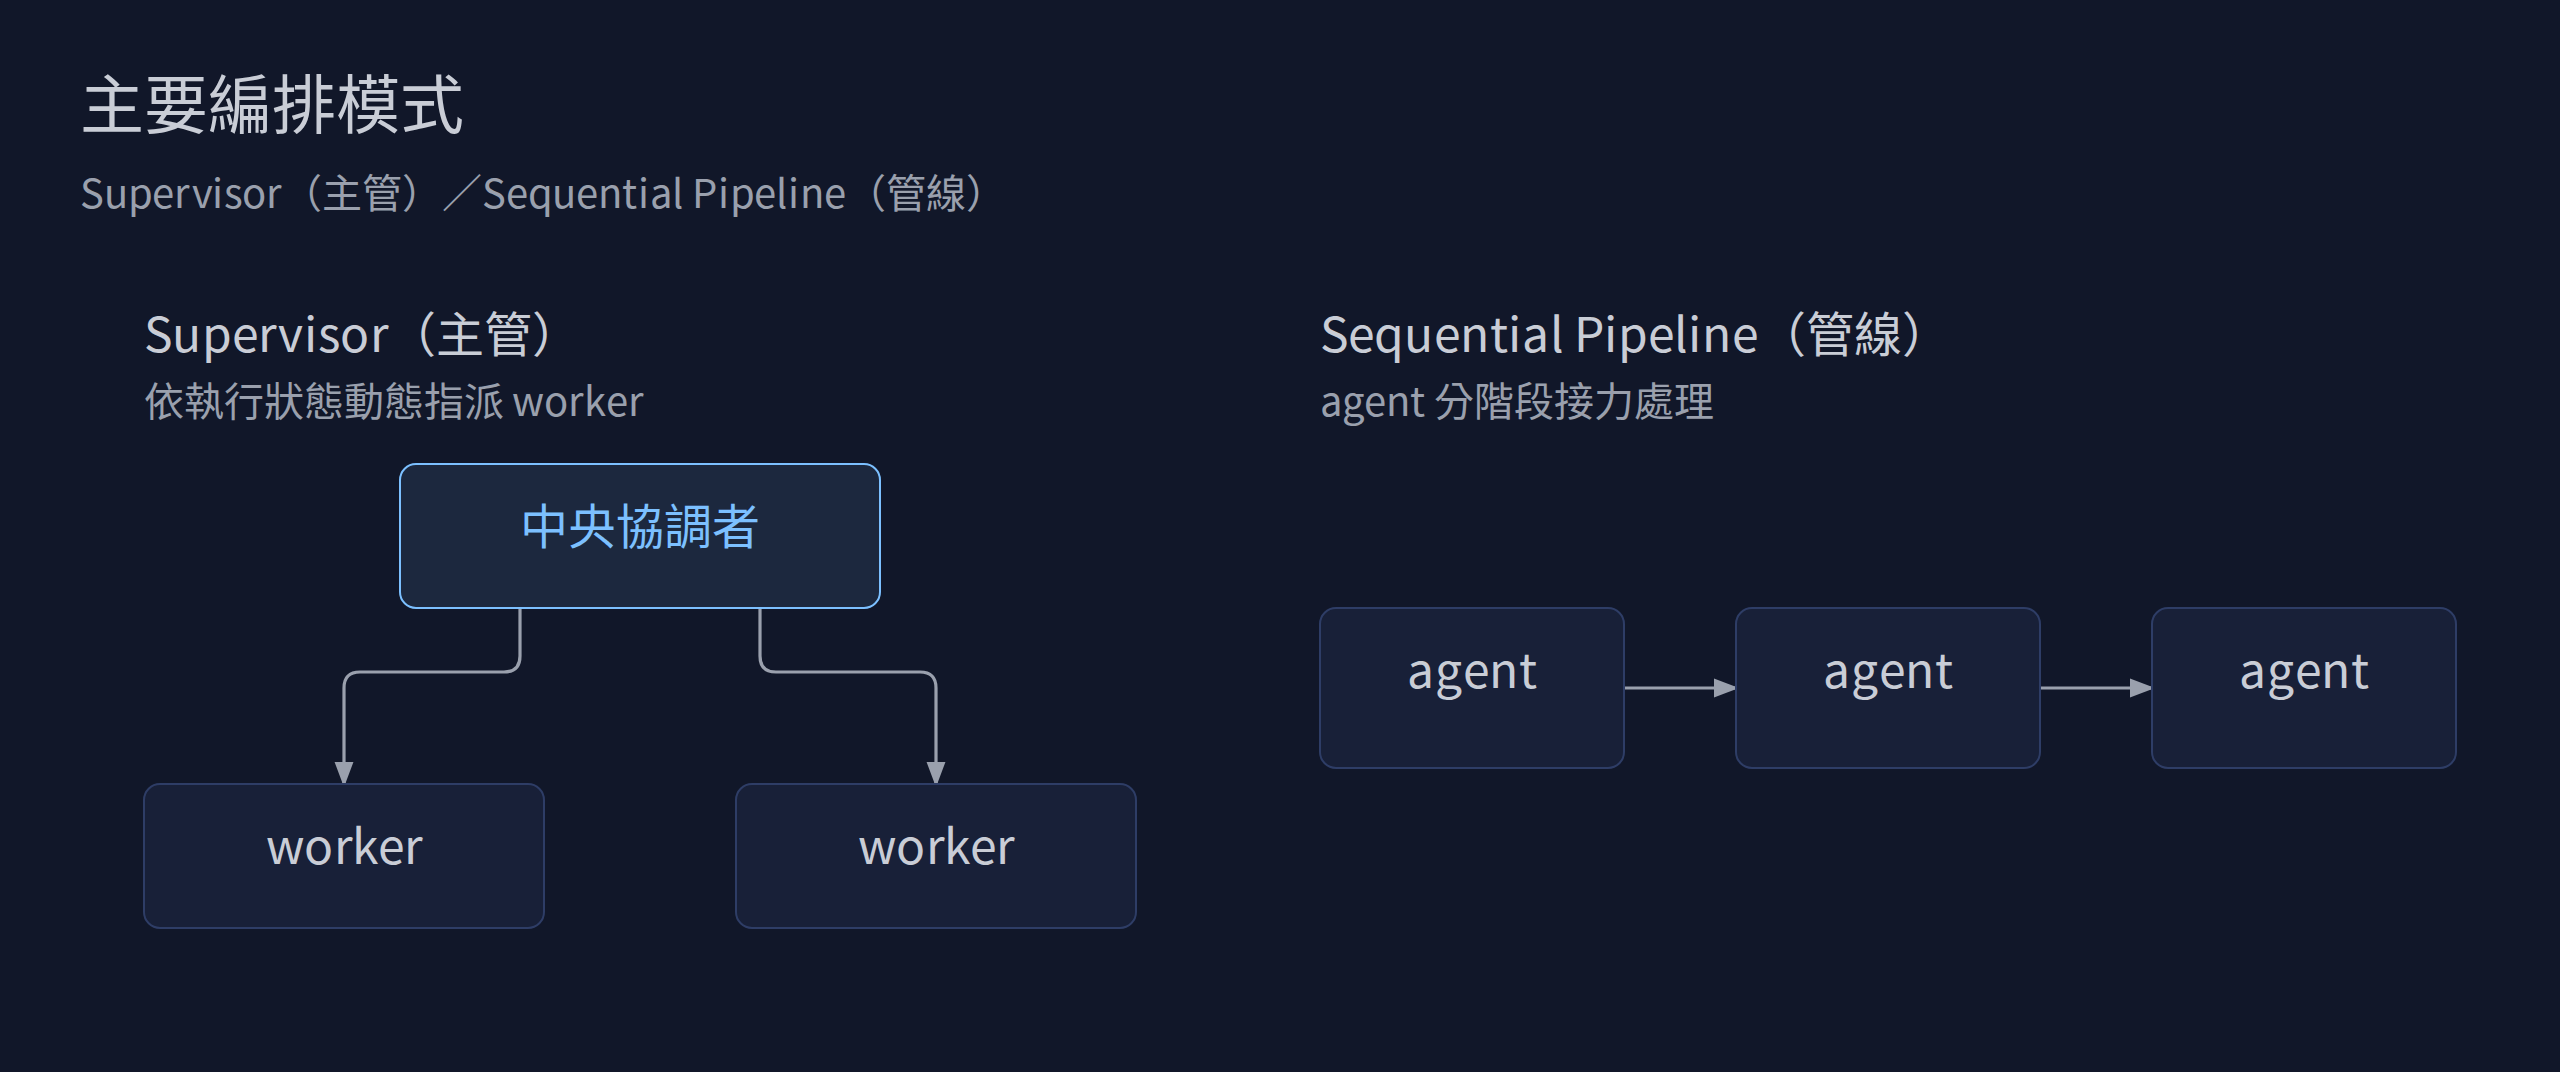 主要編排模式
Supervisor（主管）／Sequential Pipeline（管線）
Supervisor（主管）
依執行狀態動態指派 worker
中央協調者
worker
worker
Sequential Pipeline（管線）
agent 分階段接力處理
agent
agent
agent